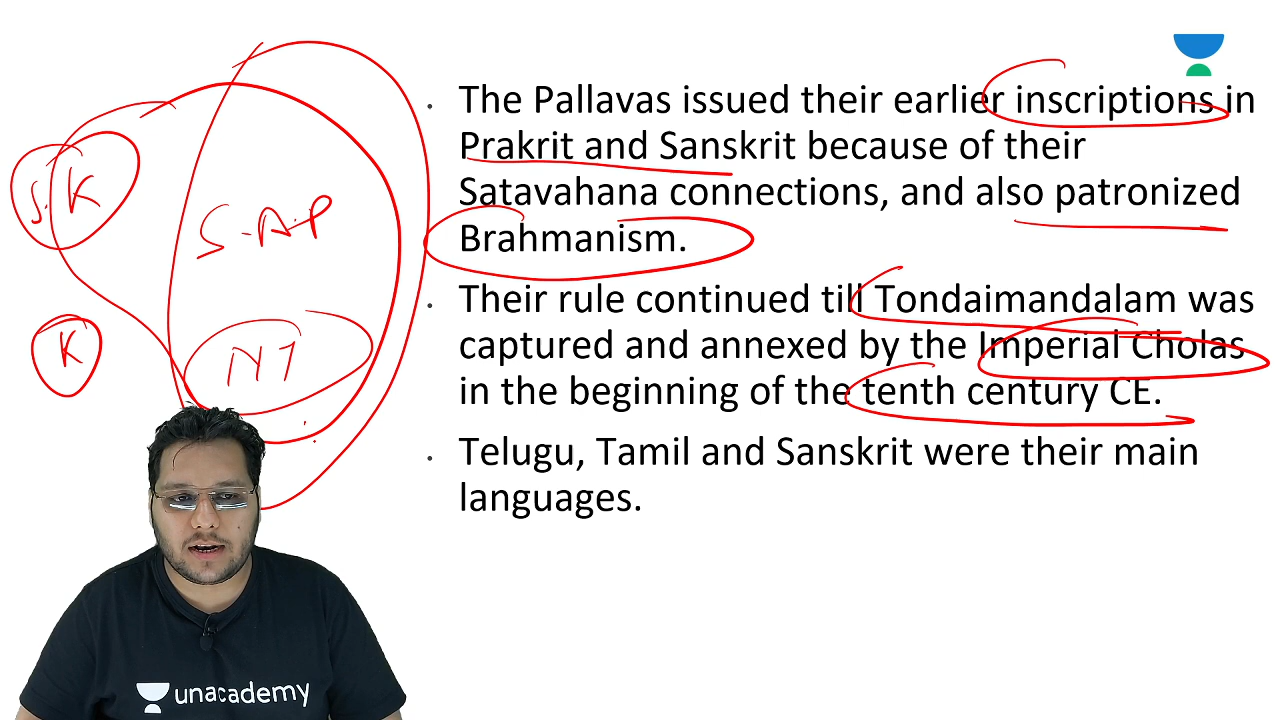 The Pallavas issued their earlier inscriptions in
Prakrit and Sanskrit because of their
Satavahana connections, and also patronized
Brahmanism.
Their rule continued till Tondaimandalam was
captured and annexed by the Imperial Cholas
in the beginning of the tenth century CE.
Telugu, Tamil and Sanskrit were their main
languages.
S. K
S. A.P
K
unacademy